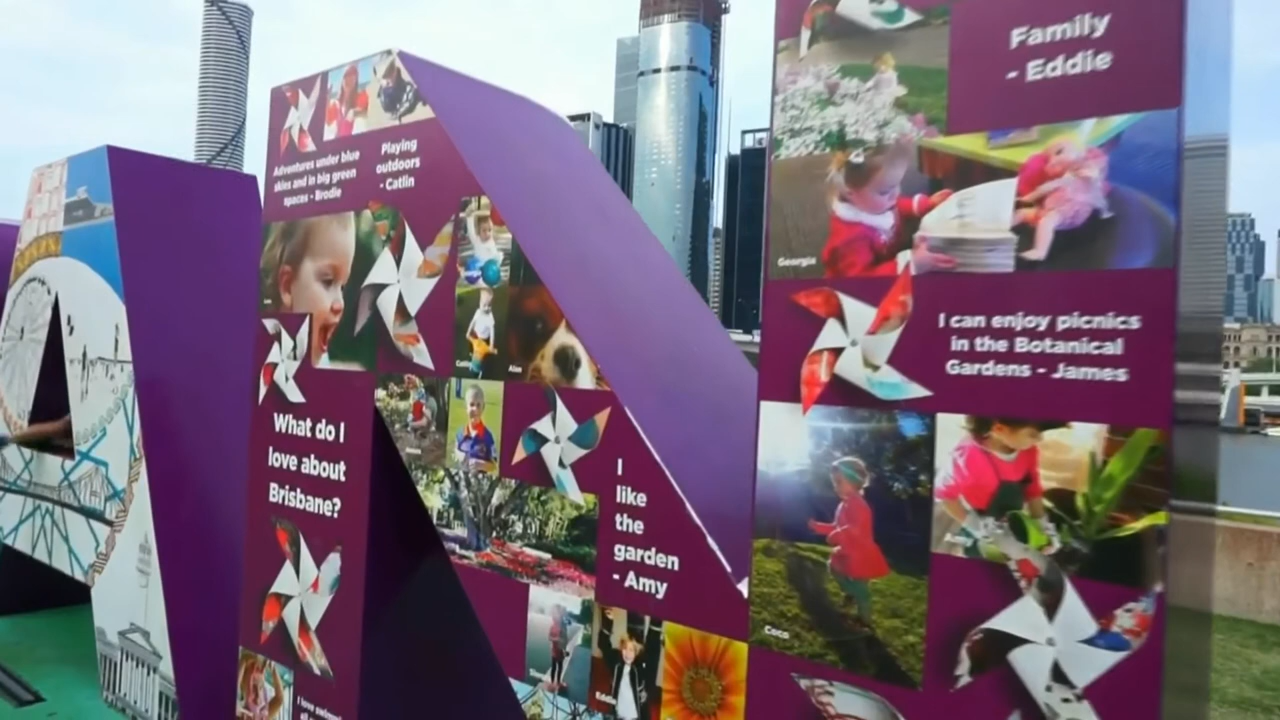 Family
- Eddie
Adventures under blue
skies and in big green
spaces - Brodie
Playing
outdoors
- Catlin
Georgia
I can enjoy picnics
in the Botanical
Gardens - James
Alex
What do I
love about
Brisbane?
I
like
the
garden
- Amy
Coco